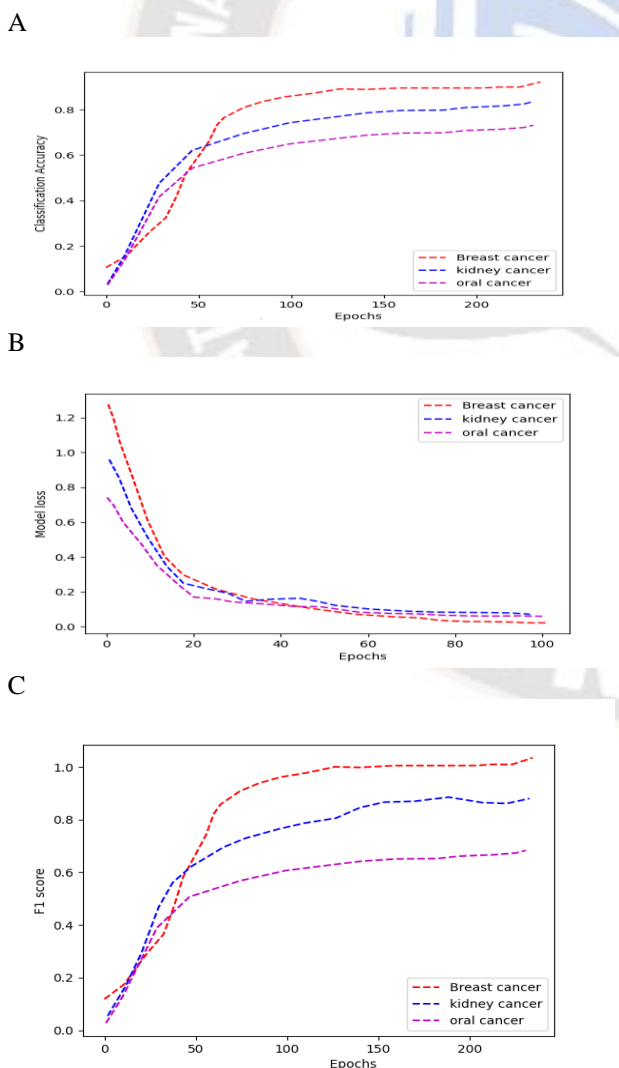 A
Classification Accuracy
0.8
0.6
0.4
0.2
0.0
Breast cancer
kidney cancer
oral cancer
0 50 100 150 200
Epochs
B
Model loss
1.2
1.0
0.8
0.6
0.4
0.2
0.0
Breast cancer
kidney cancer
oral cancer
0 20 40 60 80 100
Epochs
C
F1 score
1.0
0.8
0.6
0.4
0.2
0.0
Breast cancer
kidney cancer
oral cancer
0 50 100 150 200
Epochs